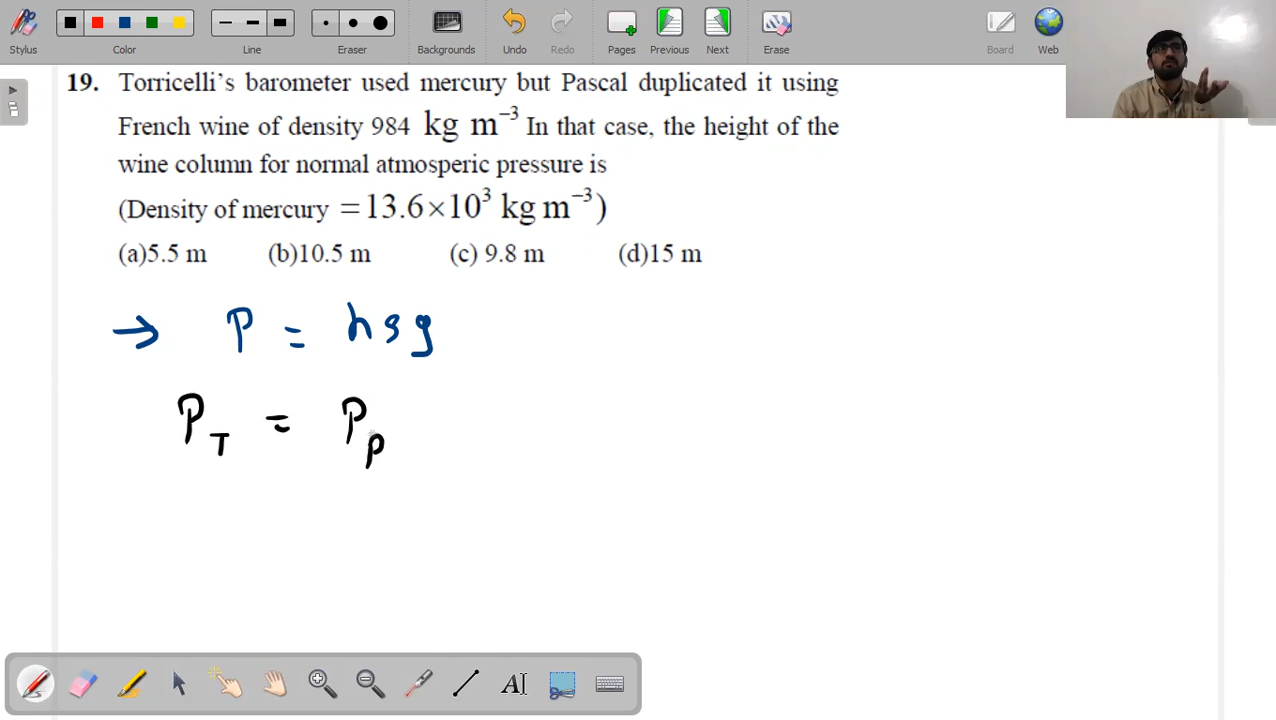 Stylus Color Line Eraser Backgrounds Undo Redo Pages Previous Next Erase Board Web
19. Torricelli's barometer used mercury but Pascal duplicated it using
French wine of density 984 kg m⁻³ In that case, the height of the
wine column for normal atmosperic pressure is
(Density of mercury = 13.6×10³ kg m⁻³)
(a)5.5 m (b)10.5 m (c) 9.8 m (d)15 m
→ P = hρg
P_T = P_P